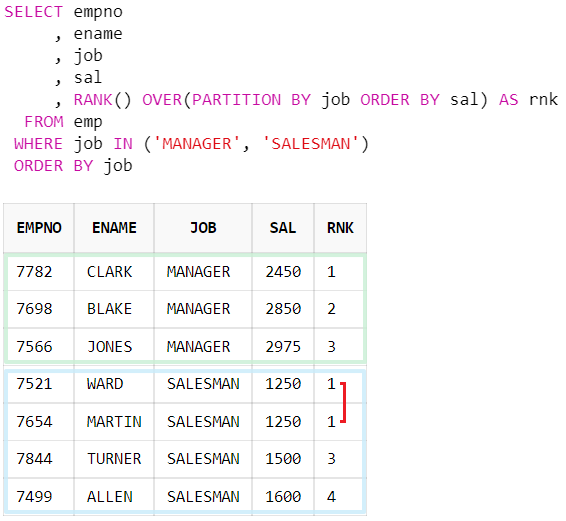 SELECT empno
     , ename
     , job
     , sal
     , RANK() OVER(PARTITION BY job ORDER BY sal) AS rnk
  FROM emp
 WHERE job IN ('MANAGER', 'SALESMAN')
 ORDER BY job
EMPNO ENAME JOB SAL RNK
7782 CLARK MANAGER 2450 1
7698 BLAKE MANAGER 2850 2
7566 JONES MANAGER 2975 3
7521 WARD SALESMAN 1250 1
7654 MARTIN SALESMAN 1250 1
7844 TURNER SALESMAN 1500 3
7499 ALLEN SALESMAN 1600 4